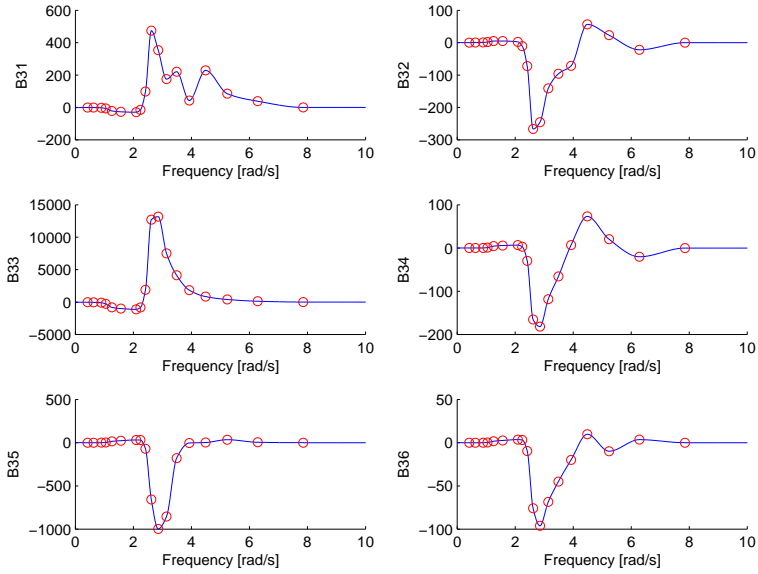 600
400
200
0
−200
B31
0 2 4 6 8 10
Frequency [rad/s]
100
0
−100
−200
−300
B32
0 2 4 6 8 10
Frequency [rad/s]
15000
10000
5000
0
−5000
B33
0 2 4 6 8 10
Frequency [rad/s]
100
0
−100
−200
B34
0 2 4 6 8 10
Frequency [rad/s]
500
0
−500
−1000
B35
0 2 4 6 8 10
Frequency [rad/s]
50
0
−50
−100
B36
0 2 4 6 8 10
Frequency [rad/s]